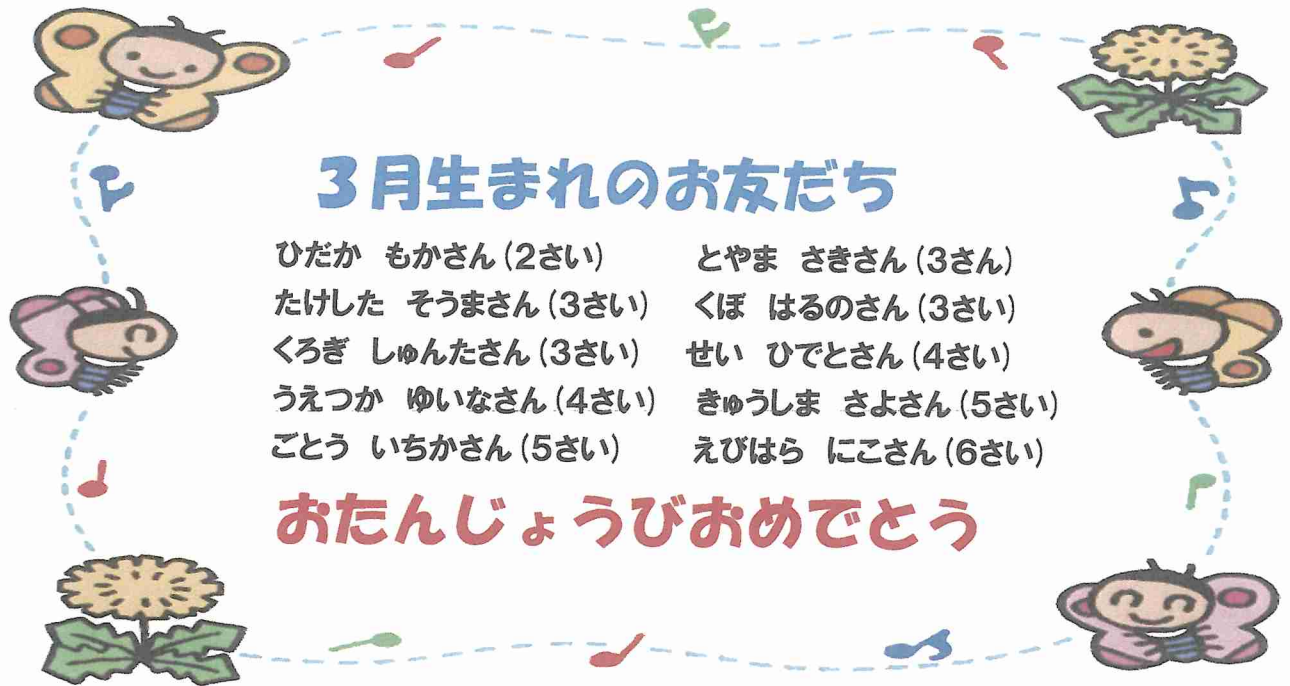 3月生まれのお友だち
ひだか もかさん(2さい) とやま さきさん(3さん)
たけした そうまさん(3さい) くぼ はるのさん(3さい)
くろぎ しゅんたさん(3さい) せい ひでとさん(4さい)
うえつか ゆいなさん(4さい) きゅうしま さよさん(5さい)
ごとう いちかさん(5さい) えびはら にこさん(6さい)
おたんじょうびおめでとう